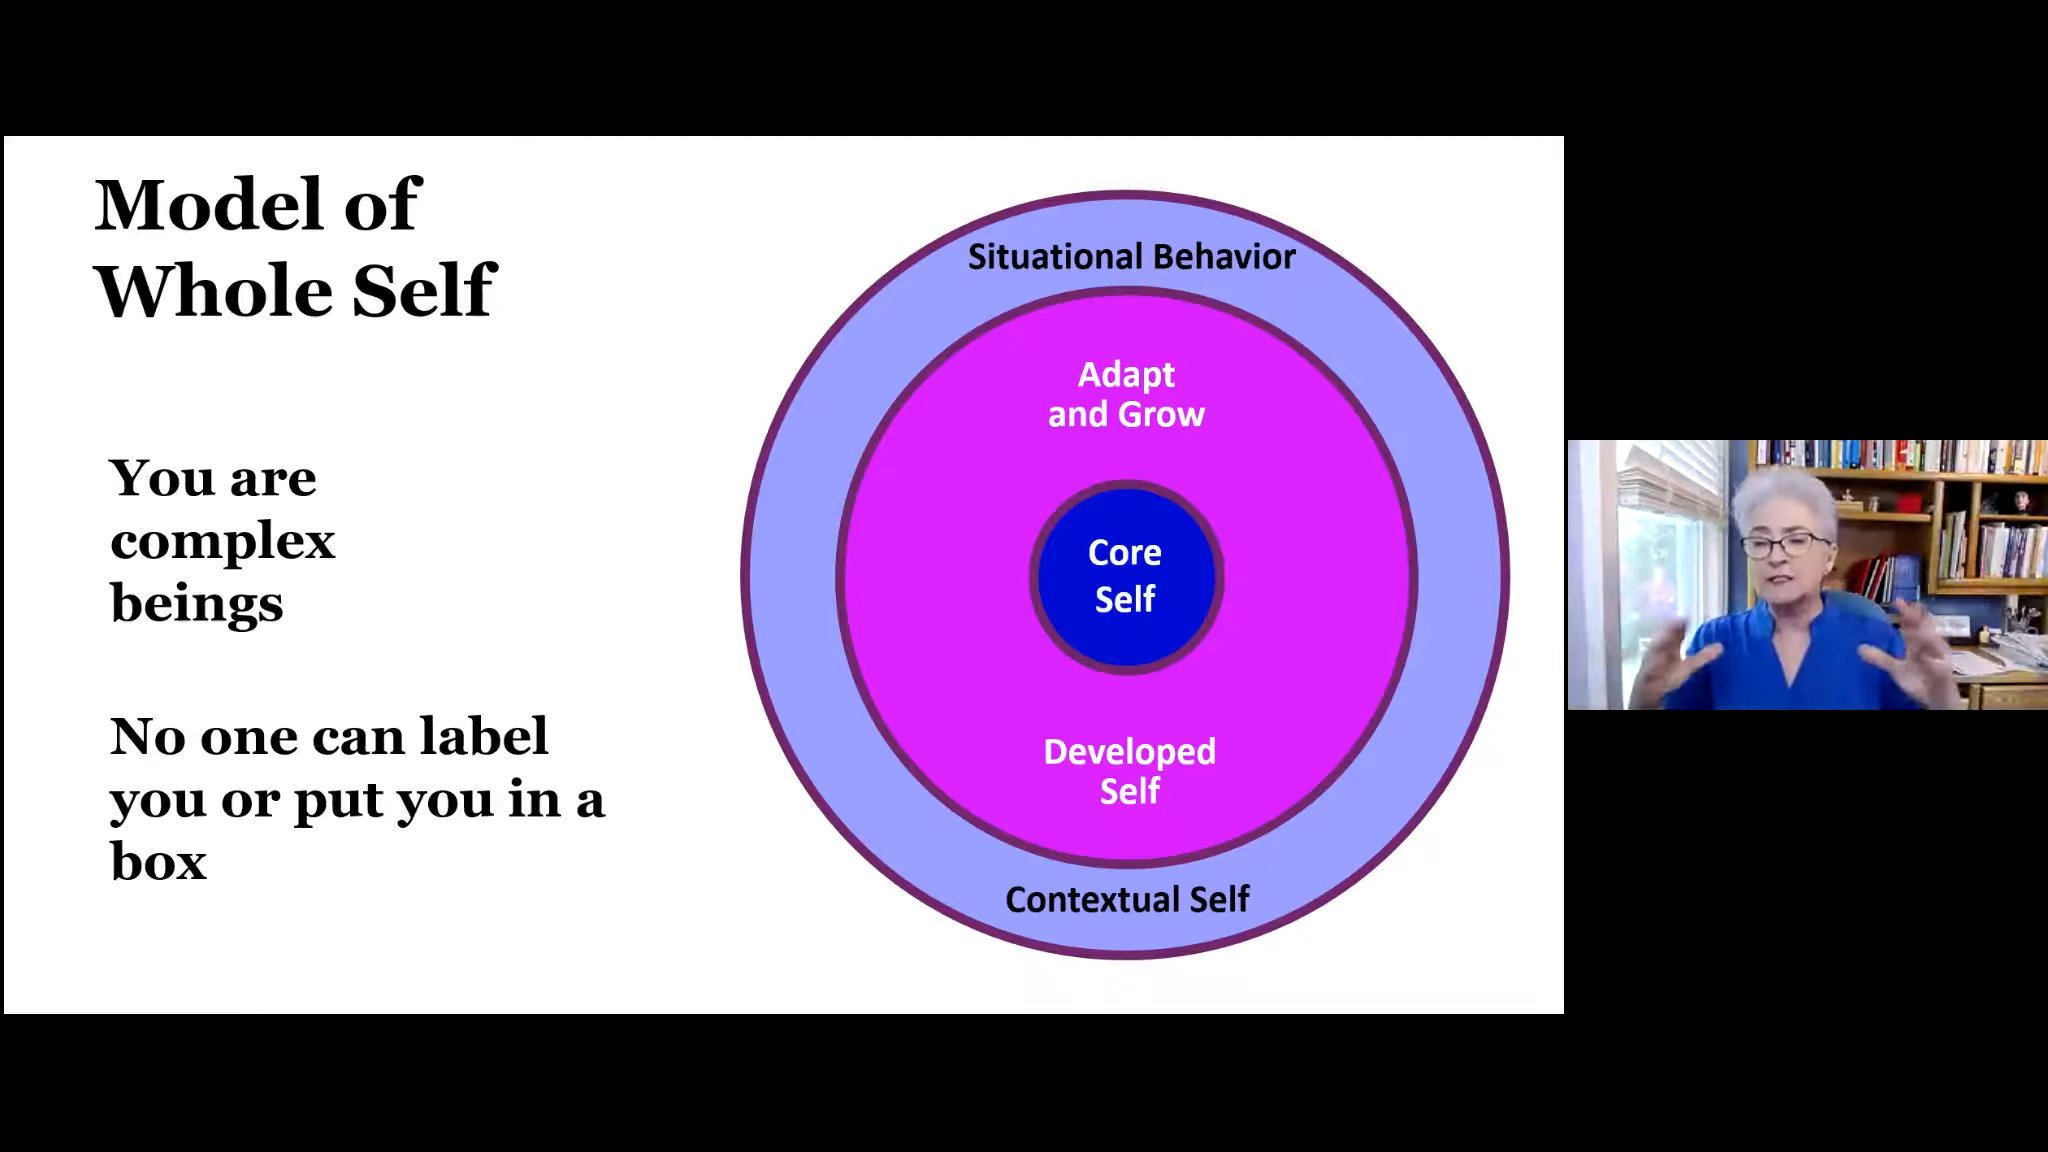 Model of
Whole Self
You are
complex
beings
No one can label
you or put you in a
box
Situational Behavior
Adapt
and Grow
Core
Self
Developed
Self
Contextual Self